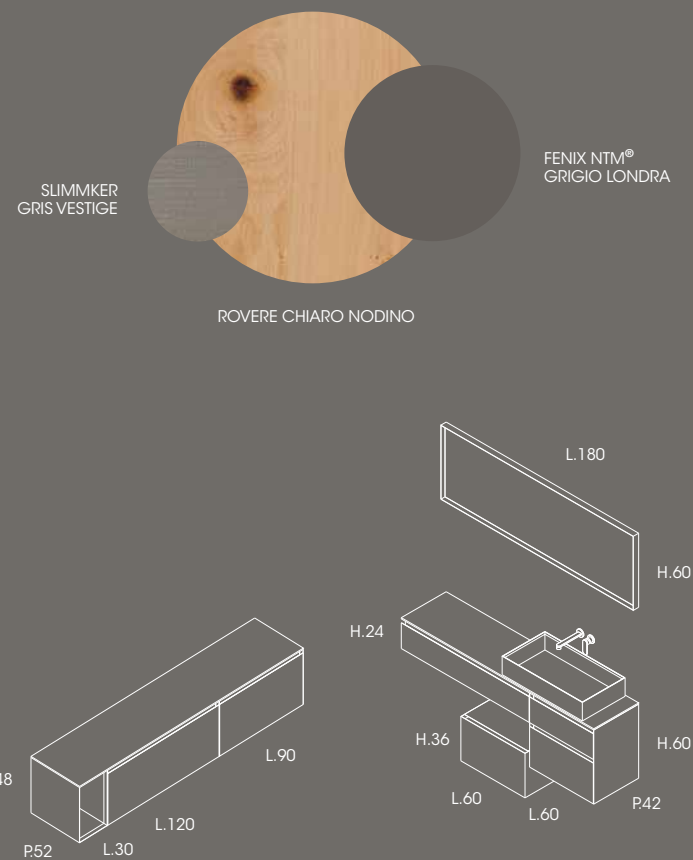 SLIMMKER
GRIS VESTIGE
FENIX NTM®
GRIGIO LONDRA
ROVERE CHIARO NODINO
L.180
H.60
H.24
H.36
H.60
L.60
L.60
P.42
L.90
L.120
L.30
P.52